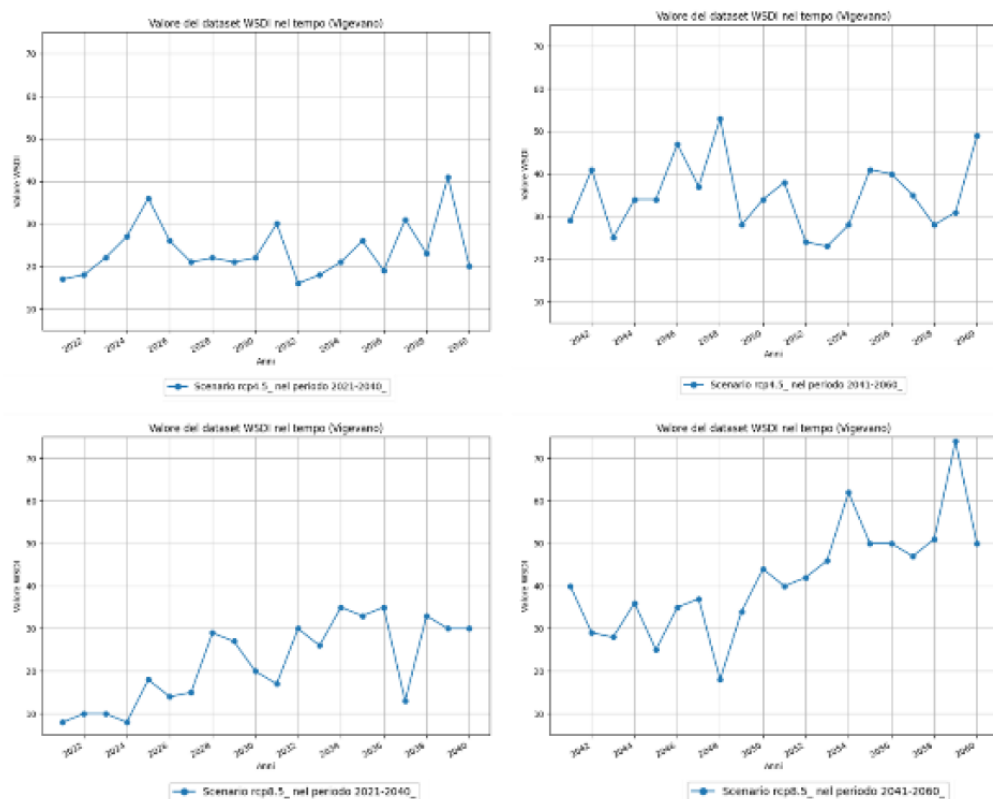 Valore del dataset WSDI nel tempo (Vigevano)
70
60
50
40
30
20
10
Valore WSDI
2022 2024 2026 2028 2030 2032 2034 2036 2038 2040
Anni
Scenario rcp4.5_ nel periodo 2021-2040_
Valore del dataset WSDI nel tempo (Vigevano)
70
60
50
40
30
20
10
Valore WSDI
2042 2044 2046 2048 2050 2052 2054 2056 2058 2060
Anni
Scenario rcp4.5_ nel periodo 2041-2060_
Valore del dataset WSDI nel tempo (Vigevano)
70
60
50
40
30
20
10
Valore WSDI
2022 2024 2026 2028 2030 2032 2034 2036 2038 2040
Anni
Scenario rcp8.5_ nel periodo 2021-2040_
Valore del dataset WSDI nel tempo (Vigevano)
70
60
50
40
30
20
10
Valore WSDI
2042 2044 2046 2048 2050 2052 2054 2056 2058 2060
Anni
Scenario rcp8.5_ nel periodo 2041-2060_